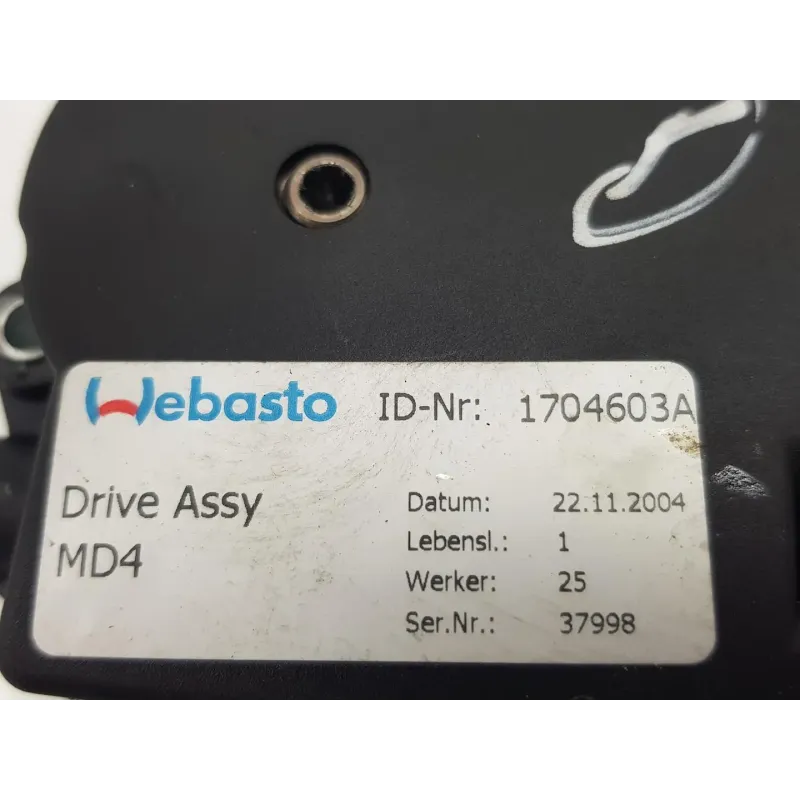 Webasto ID-Nr: 1704603A
Drive Assy
MD4
Datum: 22.11.2004
Lebensl.: 1
Werker: 25
Ser.Nr.: 37998